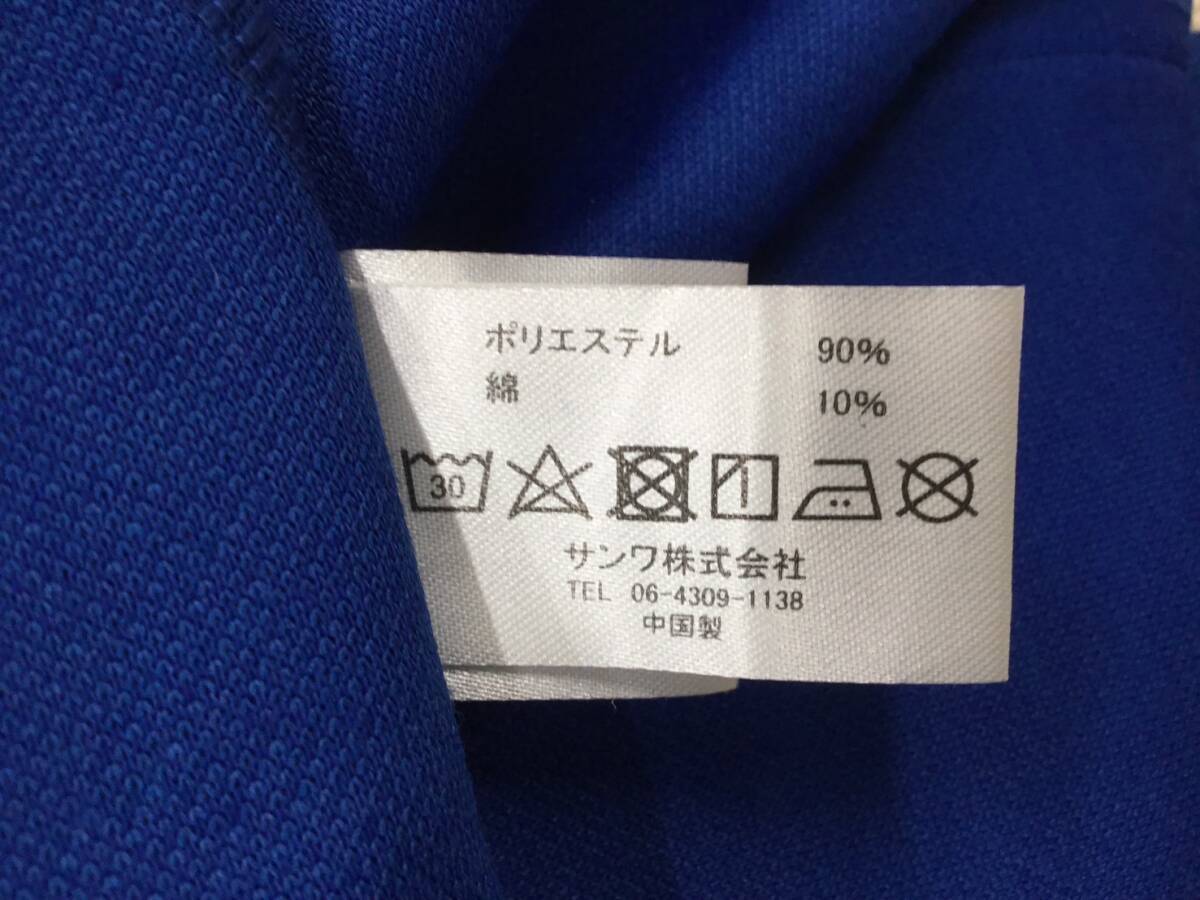 ポリエステル 90%
綿 10%
30
サンワ株式会社
TEL 06-4309-1138
中国製